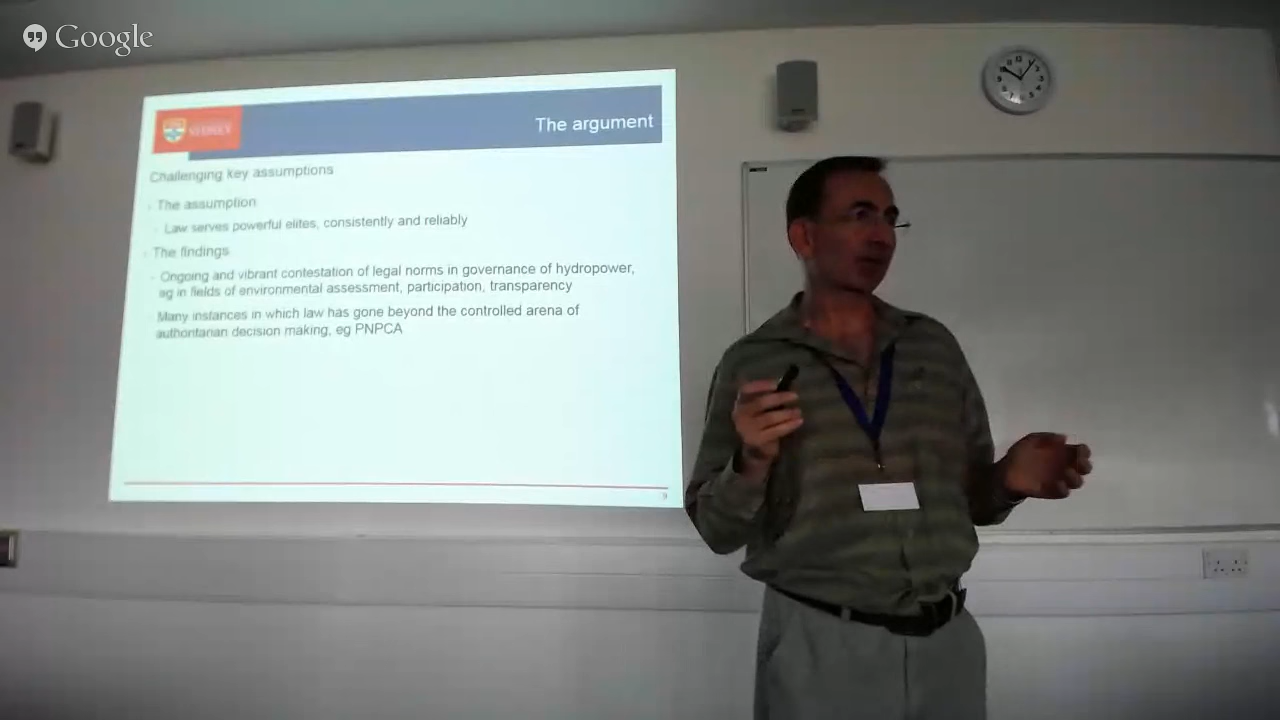 Google
SYDNEY
The argument
Challenging key assumptions
The assumption
Law serves powerful elites, consistently and reliably
The findings
Ongoing and vibrant contestation of legal norms in governance of hydropower,
eg in fields of environmental assessment, participation, transparency
Many instances in which law has gone beyond the controlled arena of
authoritarian decision making, eg PNPCA
9